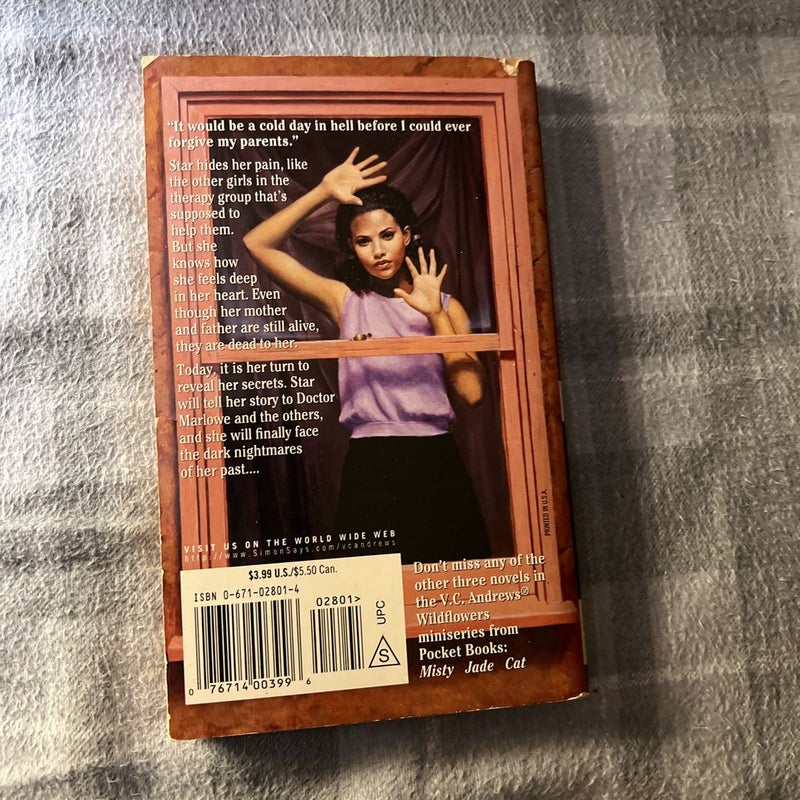 "It would be a cold day in hell before I could ever
forgive my parents."
Star hides her pain, like
the other girls in the
therapy group that's
supposed to
help them.
But she
knows how
she feels deep
in her heart. Even
though her mother
and father are still alive,
they are dead to her.
Today, it is her turn to
reveal her secrets. Star
will tell her story to Doctor
Marlowe and the others,
and she will finally face
the dark nightmares
of her past....
VISIT US ON THE WORLD WIDE WEB
http://www.SimonSays.com/vcandrews
$3.99 U.S./$5.50 Can.
ISBN 0-671-02801-4
02801>
UPC
S
0 76714 00399 6
Don't miss any of the
other three novels in
the V.C. Andrews®
Wildflowers
miniseries from
Pocket Books:
Misty Jade Cat
PRINTED IN U.S.A.